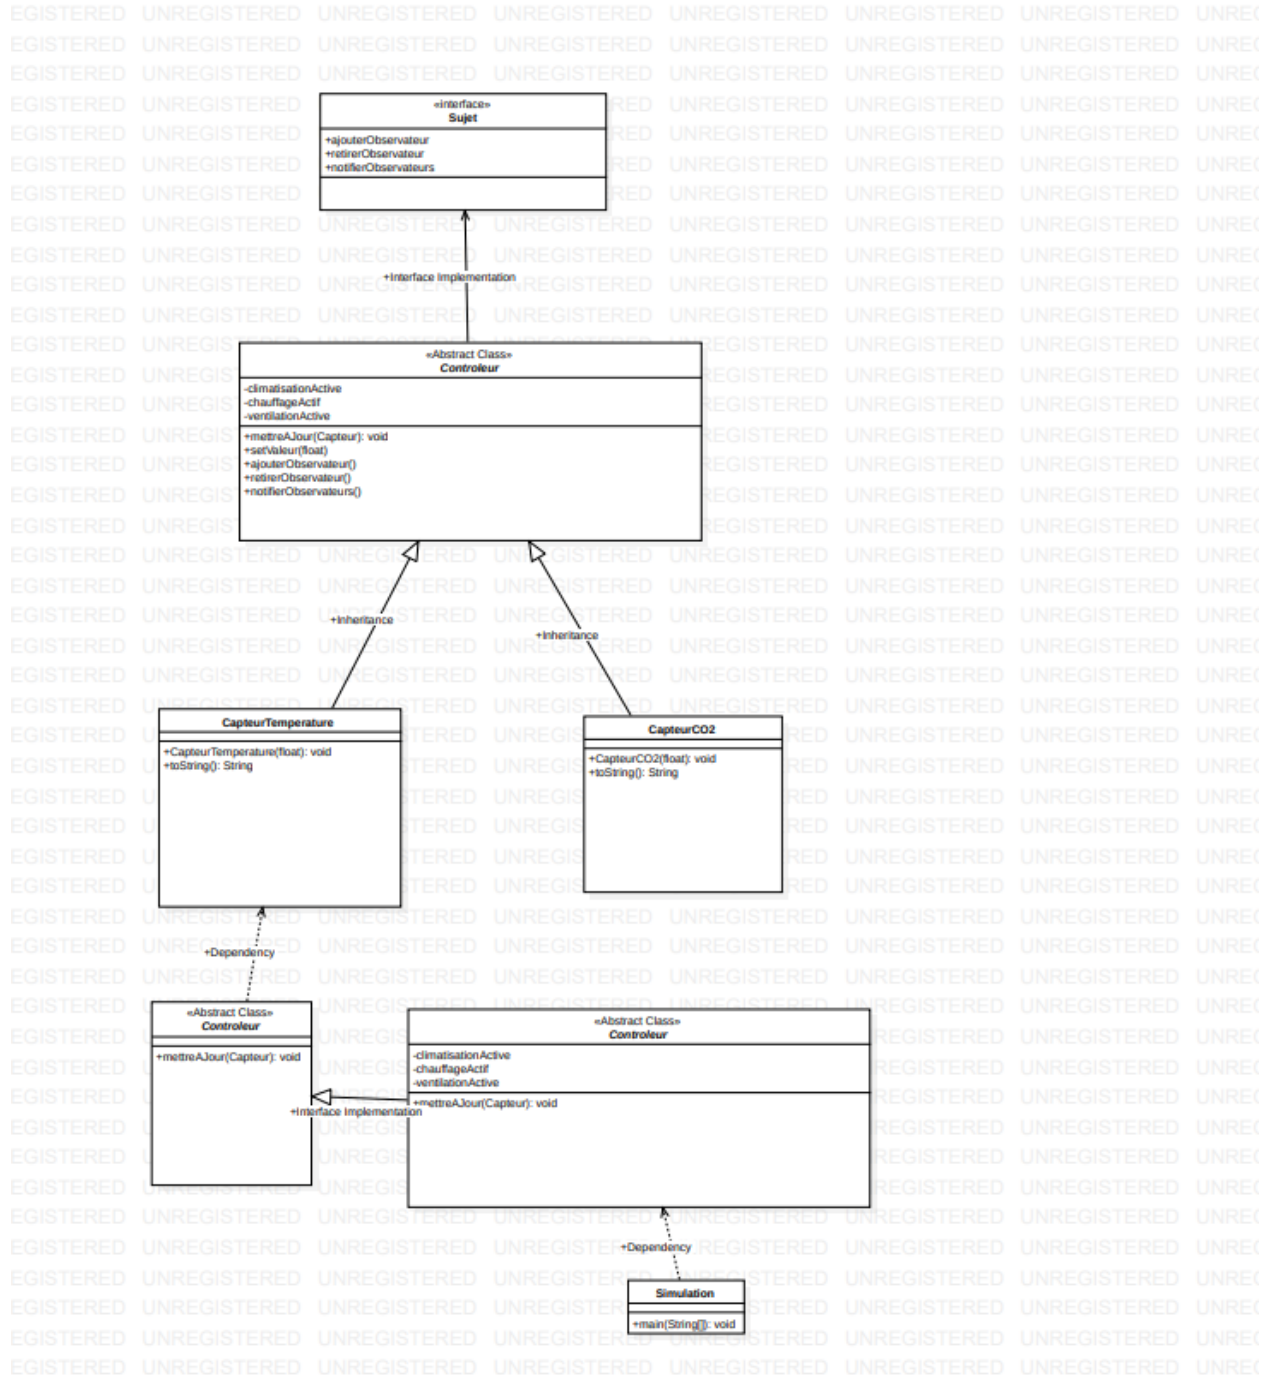 «interface»
Sujet
+ajouterObservateur
+retirerObservateur
+notifierObservateurs
+Interface Implementation
«Abstract Class»
Controleur
-climatisationActive
-chauffageActif
-ventilationActive
+mettreAJour(Capteur): void
+setValeur(float)
+ajouterObservateur()
+retirerObservateur()
+notifierObservateurs()
+Inheritance
+Inheritance
CapteurTemperature
+CapteurTemperature(float): void
+toString(): String
CapteurCO2
+CapteurCO2(float): void
+toString(): String
+Dependency
«Abstract Class»
Controleur
+mettreAJour(Capteur): void
+Interface Implementation
«Abstract Class»
Controleur
-climatisationActive
-chauffageActif
-ventilationActive
+mettreAJour(Capteur): void
+Dependency
Simulation
+main(String[]): void
UNREGISTERED